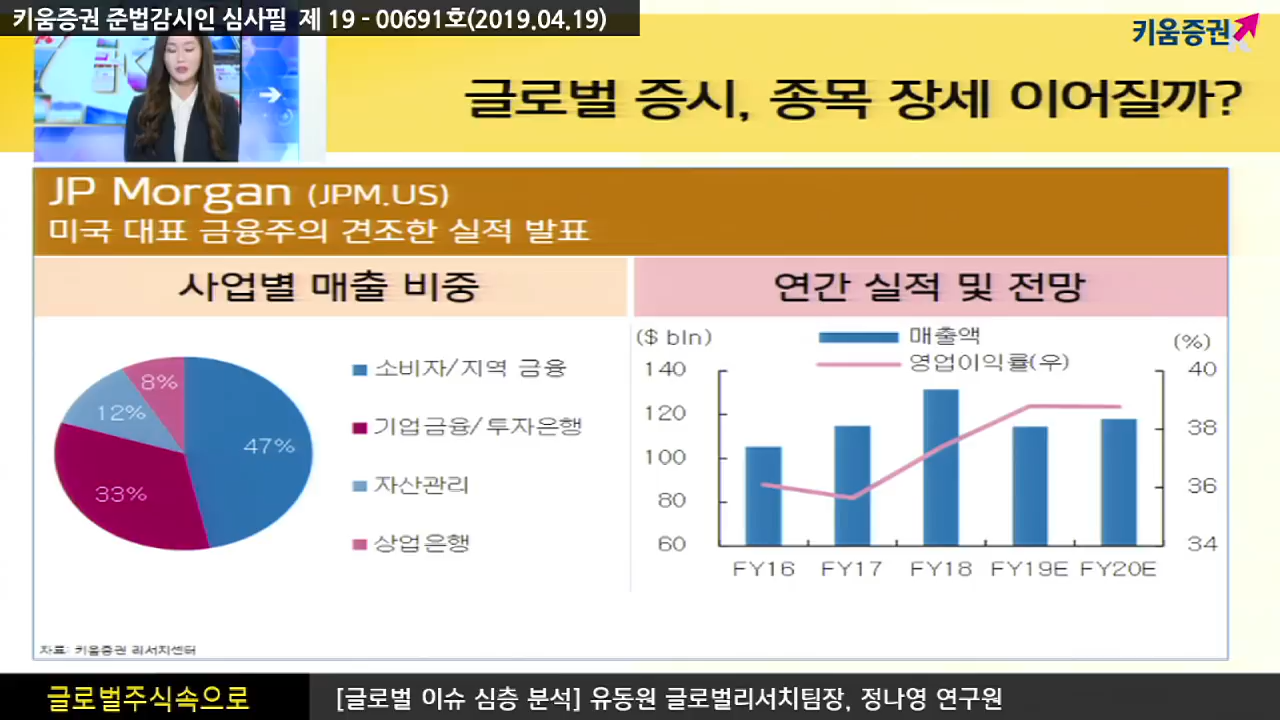 키움증권 준법감시인 심사필 제 19 - 00691호(2019.04.19)
키움증권
글로벌 증시, 종목 장세 이어질까?
JP Morgan (JPM.US)
미국 대표 금융주의 견조한 실적 발표
사업별 매출 비중
47%
33%
12%
8%
소비자/지역 금융
기업금융/투자은행
자산관리
상업은행
연간 실적 및 전망
($ bln)
매출액
영업이익률(우)
(%)
140
120
100
80
60
40
38
36
34
FY16 FY17 FY18 FY19E FY20E
자료: 키움증권 리서치센터
글로벌주식속으로
[글로벌 이슈 심층 분석] 유동원 글로벌리서치팀장, 정나영 연구원